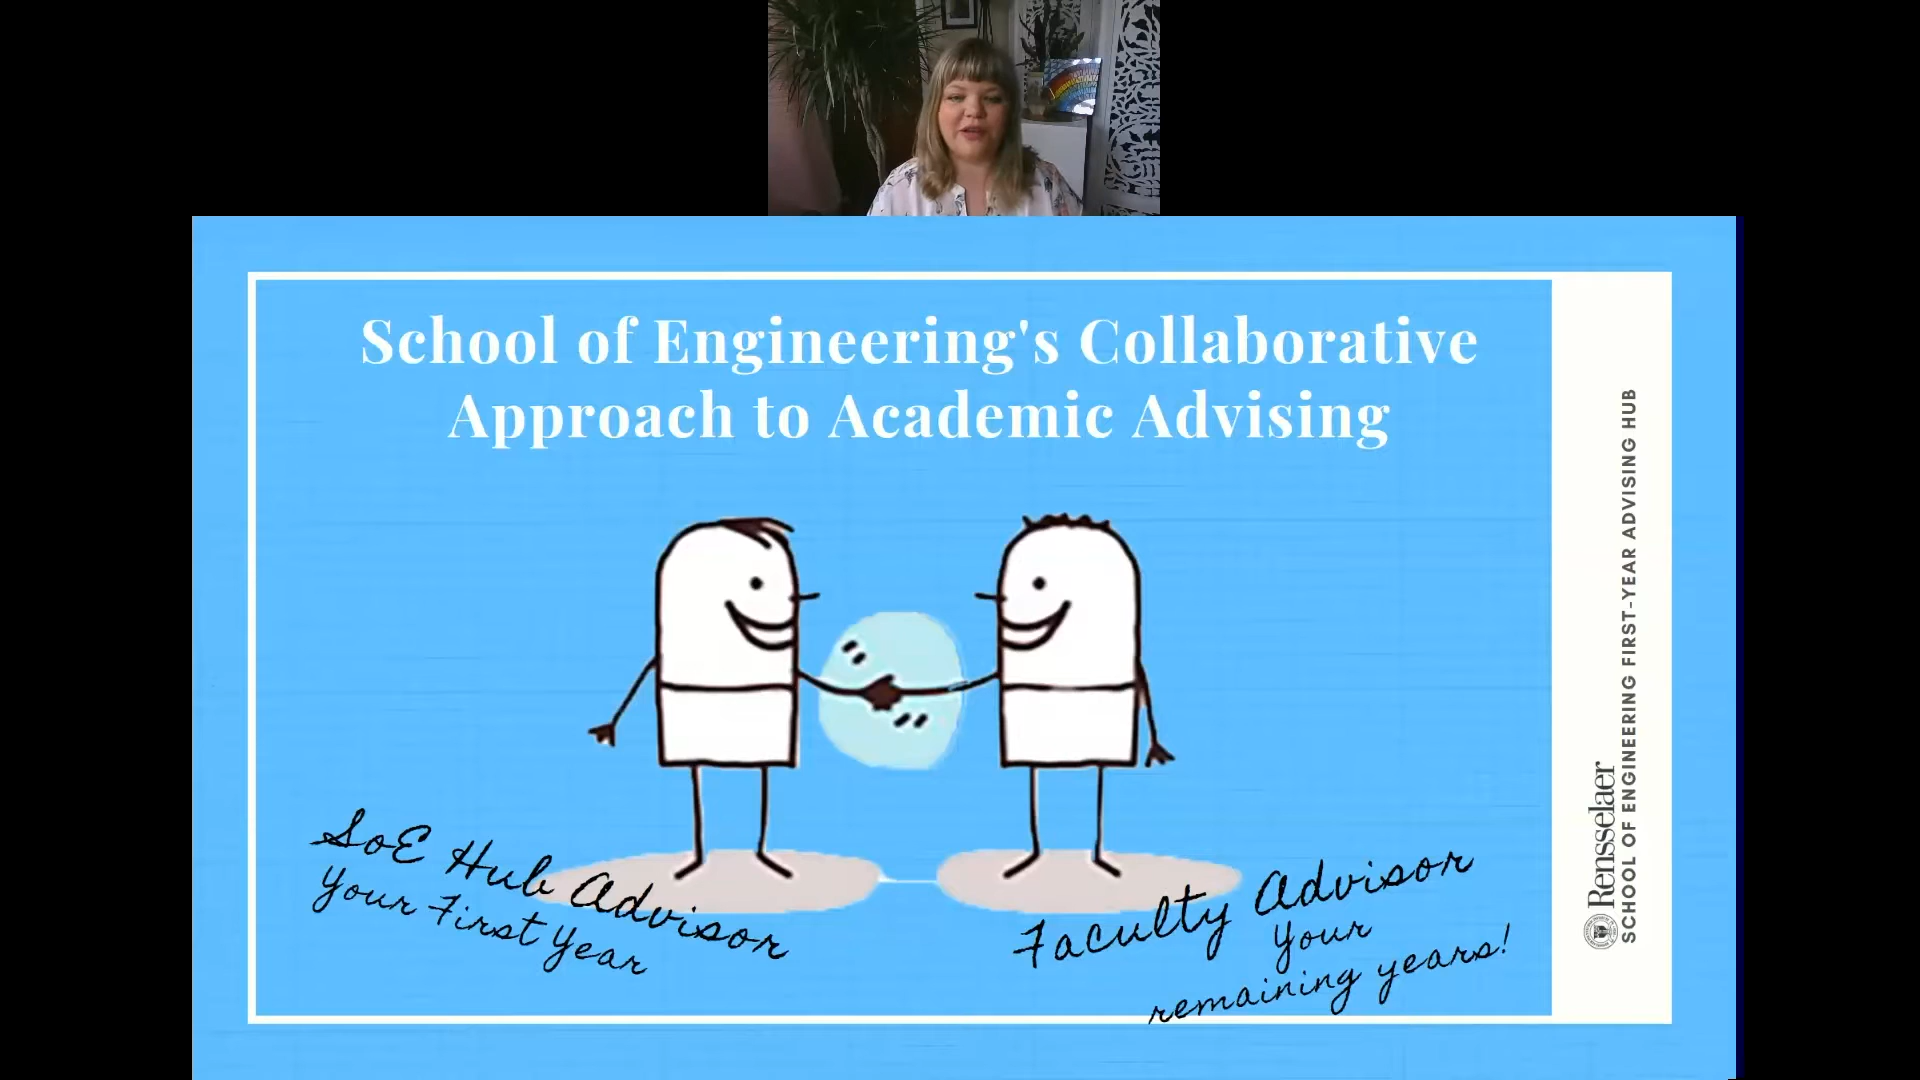 School of Engineering's Collaborative
Approach to Academic Advising
SoE Hub Advisor
Your First Year
Faculty Advisor
Your
remaining years!
Rensselaer
SCHOOL OF ENGINEERING FIRST-YEAR ADVISING HUB